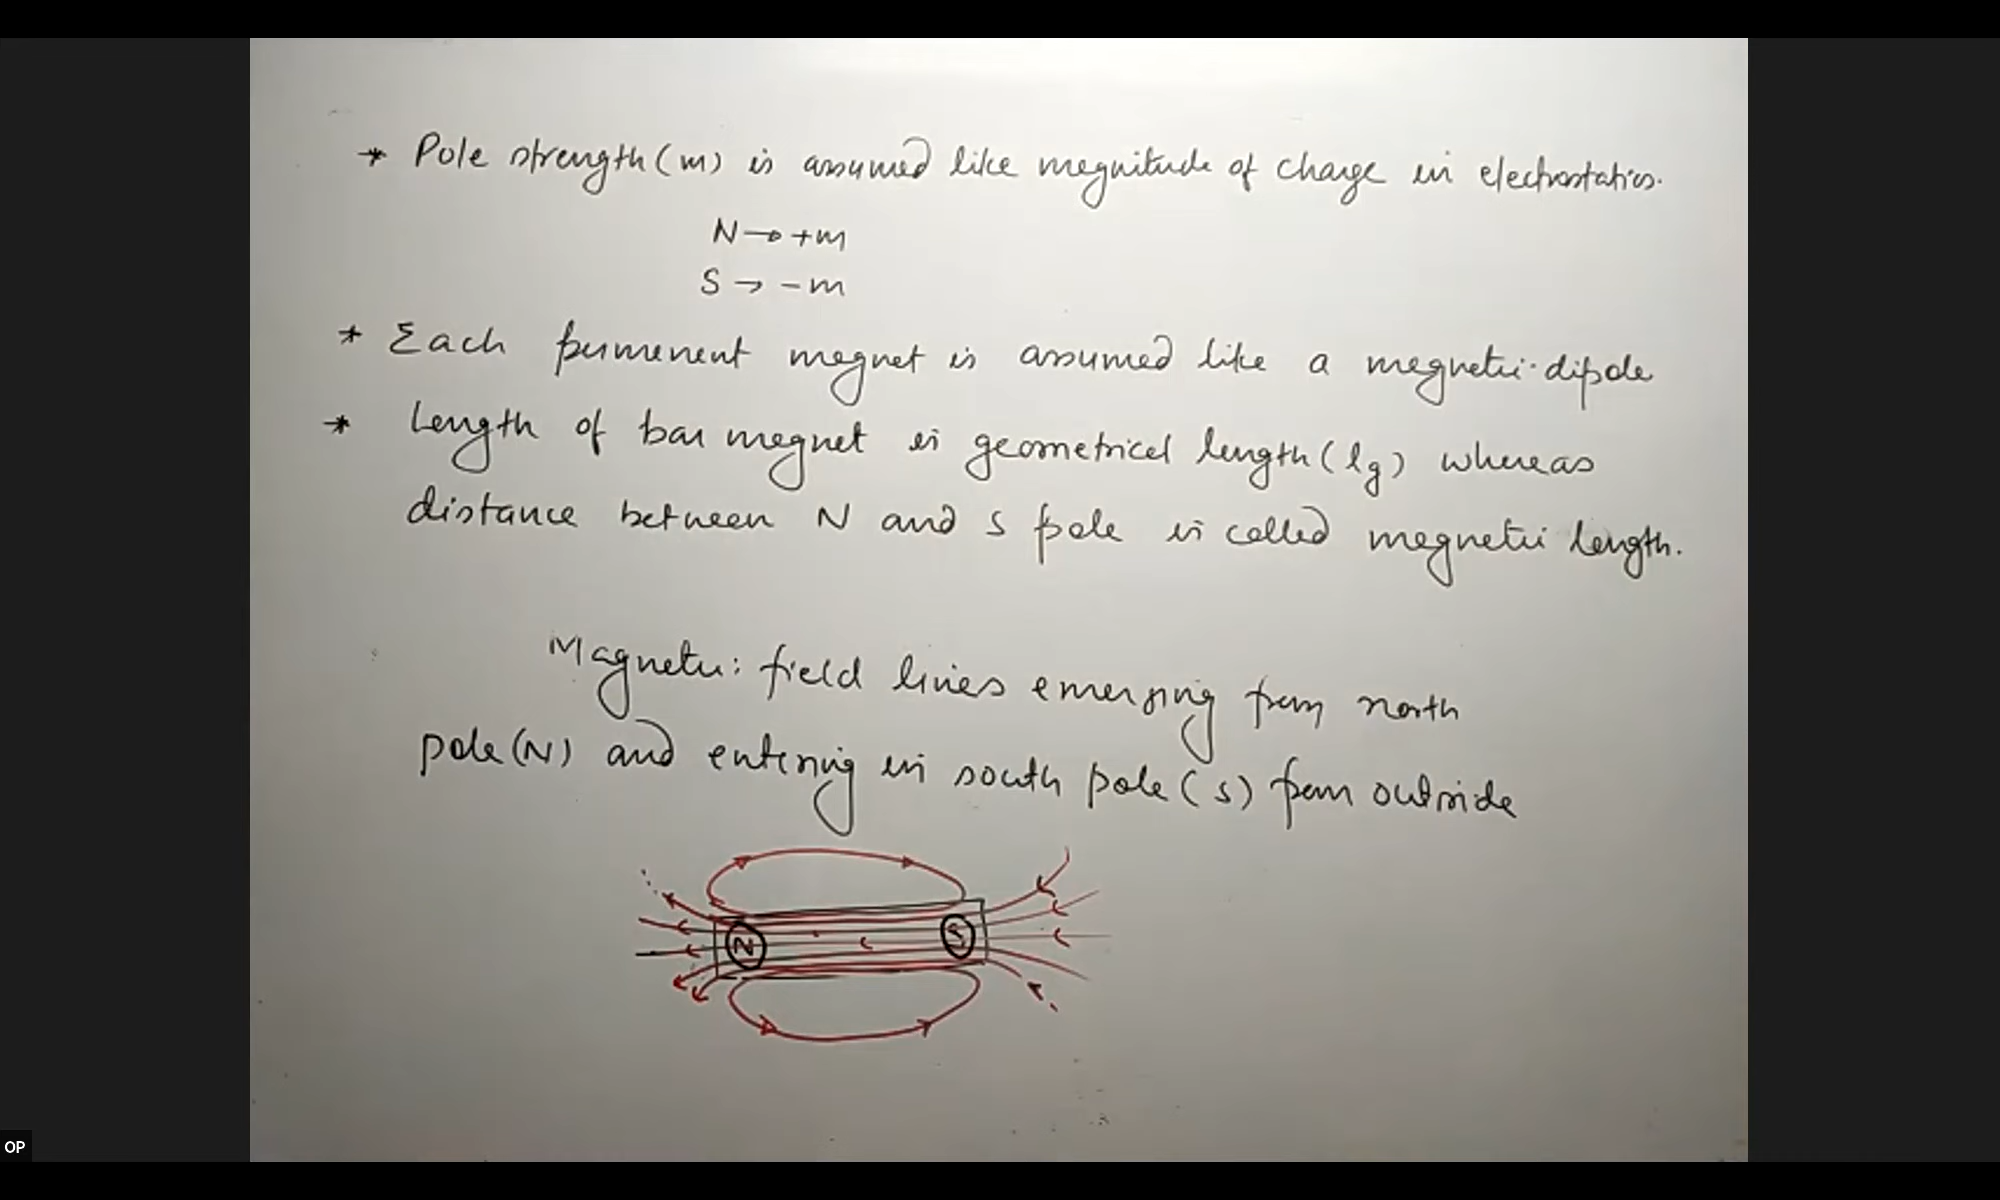 * Pole strength (m) is assumed like megnitude of charge in electrostatics.
N → +m
S → -m
* Each permenent megnet is assumed like a megnetic dipole
* Length of bar megnet is geometricel length (lg) whereas
distance between N and S pole is called megnetic length.
Magnetic field lines emerging from north
pole (N) and entering in south pole (S) from outside
N S
OP